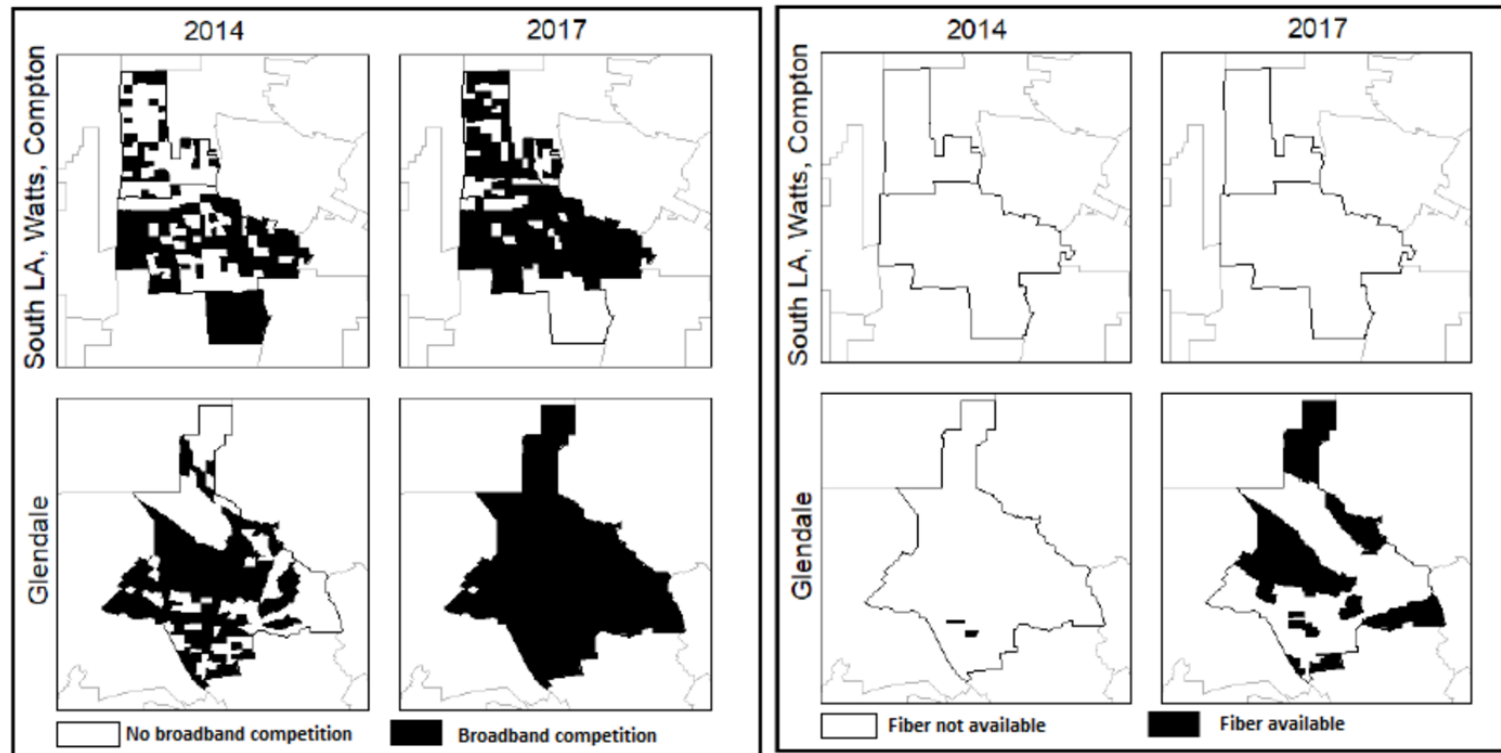 2014 2017
South LA, Watts, Compton
Glendale
No broadband competition Broadband competition
2014 2017
South LA, Watts, Compton
Glendale
Fiber not available Fiber available